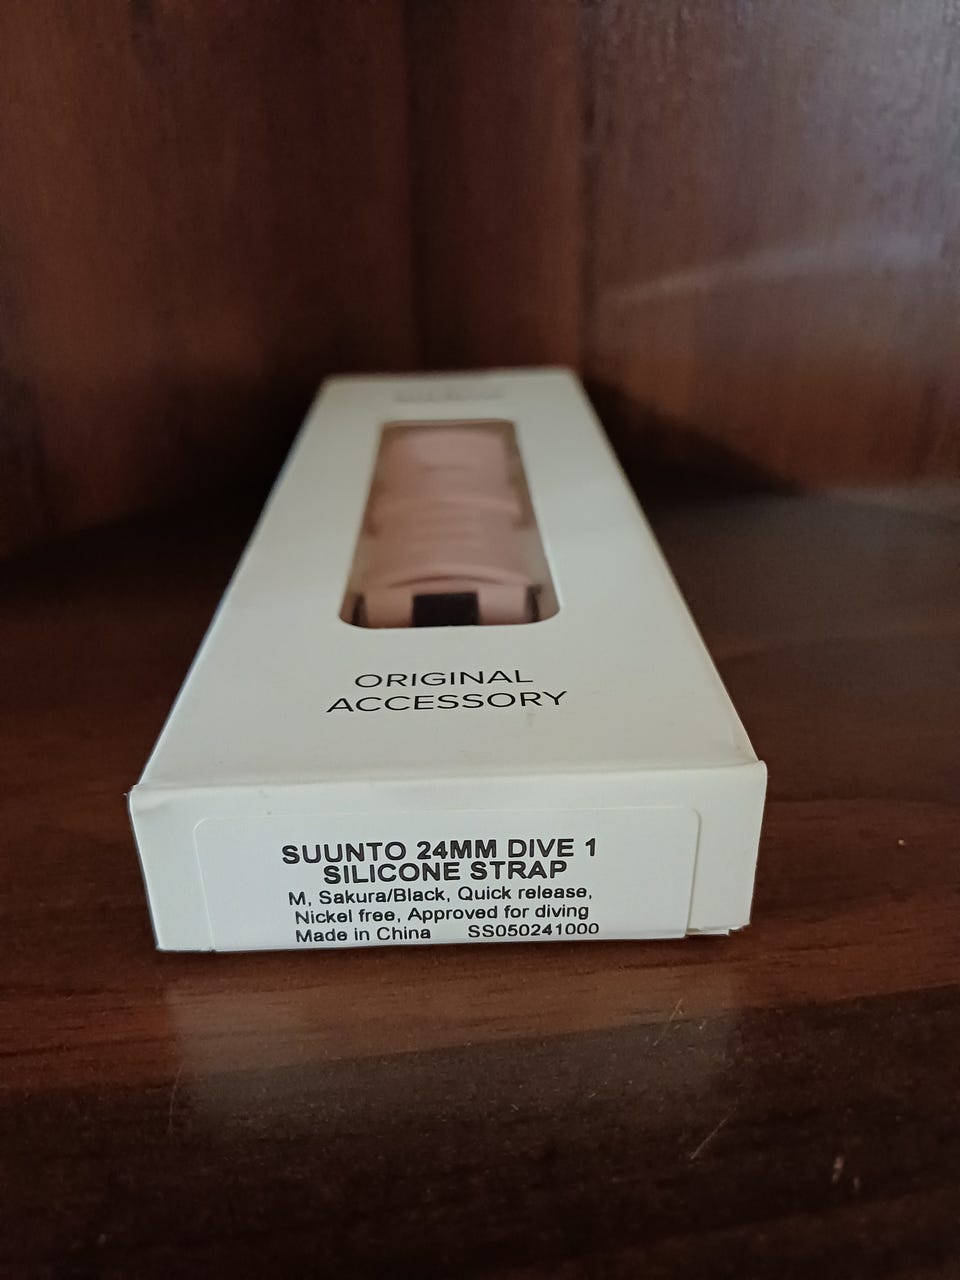 ORIGINAL
ACCESSORY
SUUNTO 24MM DIVE 1
SILICONE STRAP
M, Sakura/Black, Quick release,
Nickel free, Approved for diving
Made in China SS050241000